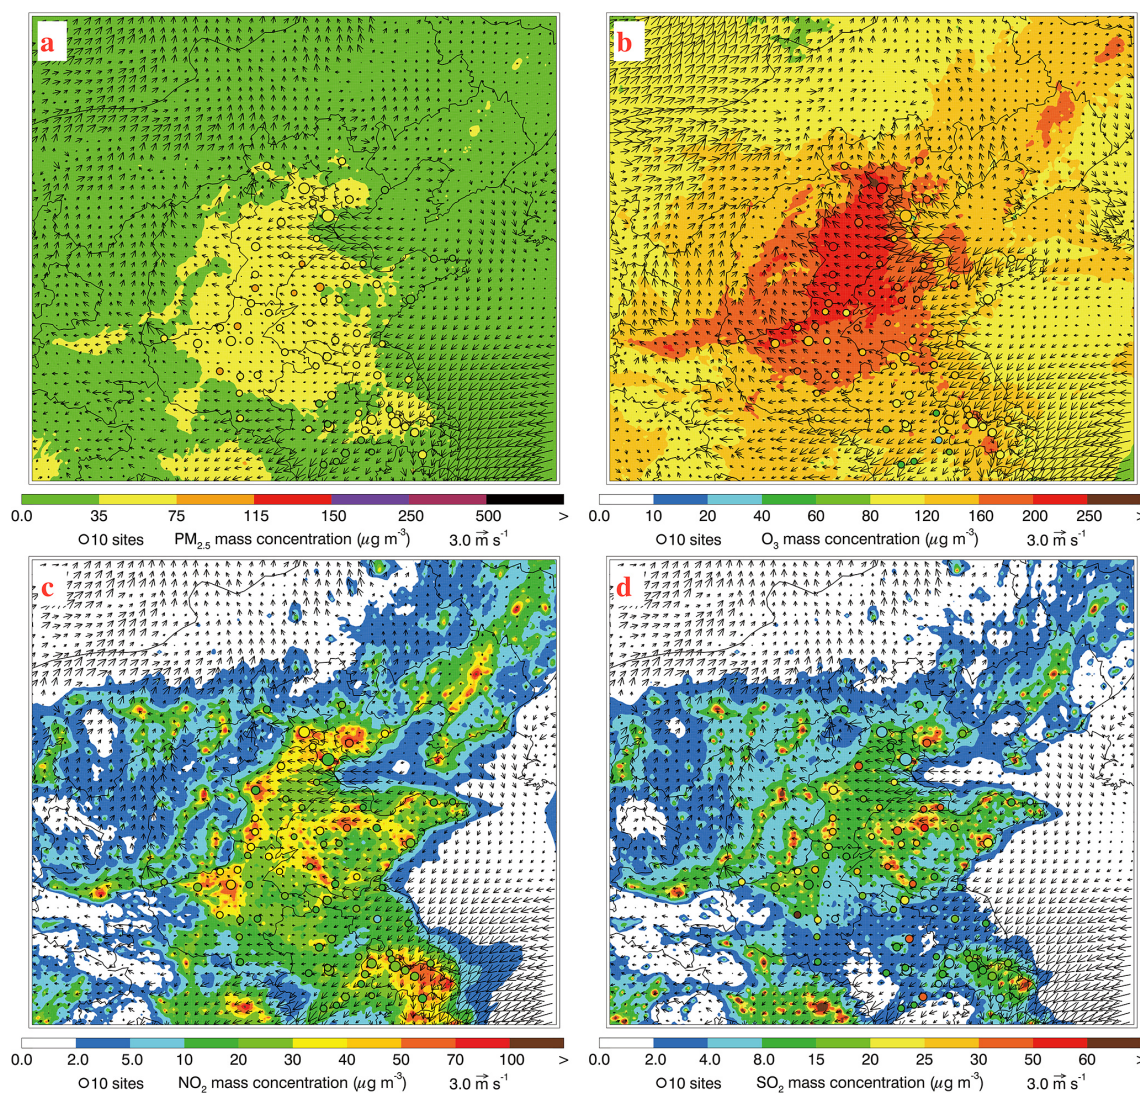 a
b
0.0 35 75 115 150 250 500 >
0.0 10 20 40 60 80 120 160 200 250 >
10 sites PM2.5 mass concentration (μg m-3) 3.0 m s-1
10 sites O3 mass concentration (μg m-3) 3.0 m s-1
c
d
0.0 2.0 5.0 10 20 30 40 50 70 100 >
0.0 2.0 4.0 8.0 15 20 25 30 50 60 >
10 sites NO2 mass concentration (μg m-3) 3.0 m s-1
10 sites SO2 mass concentration (μg m-3) 3.0 m s-1